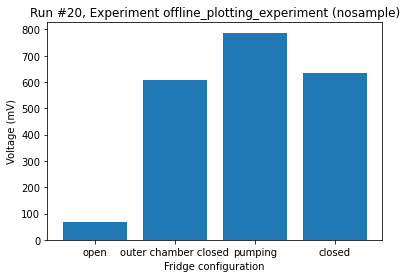 Run #20, Experiment offline_plotting_experiment (nosample)
800
700
600
500
400
300
200
100
0
Voltage (mV)
open outer chamber closed pumping closed
Fridge configuration